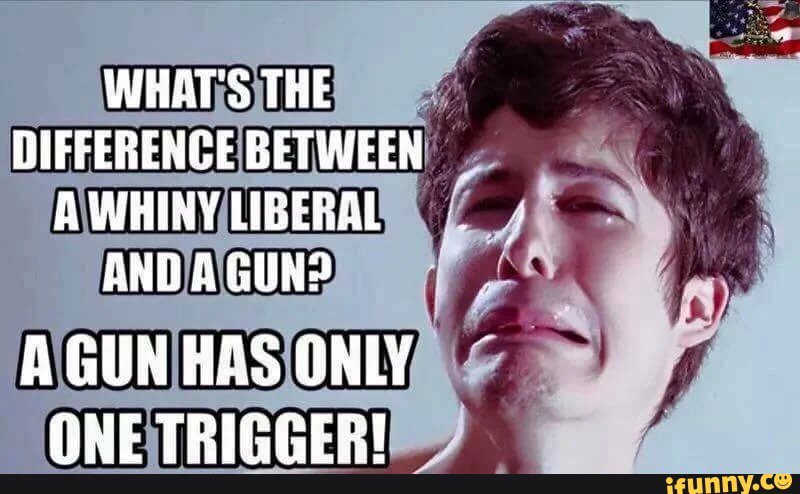 WHAT'S THE
DIFFERENCE BETWEEN
A WHINY LIBERAL
AND A GUN?
A GUN HAS ONLY
ONE TRIGGER!
ifunny.co